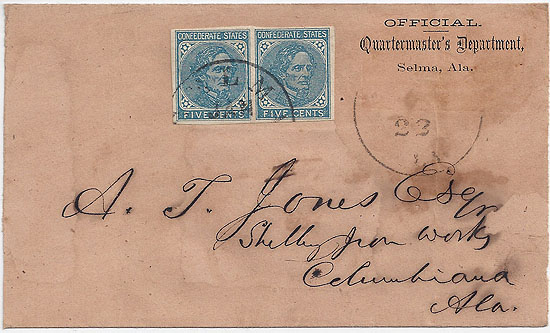 OFFICIAL.
Quartermaster's Department,
Selma, Ala.
CONFEDERATE STATES
FIVE CENTS
CONFEDERATE STATES
FIVE CENTS
L M
22
A. T. Jones Esqr
Shelby Iron Works
Columbiana
Ala.